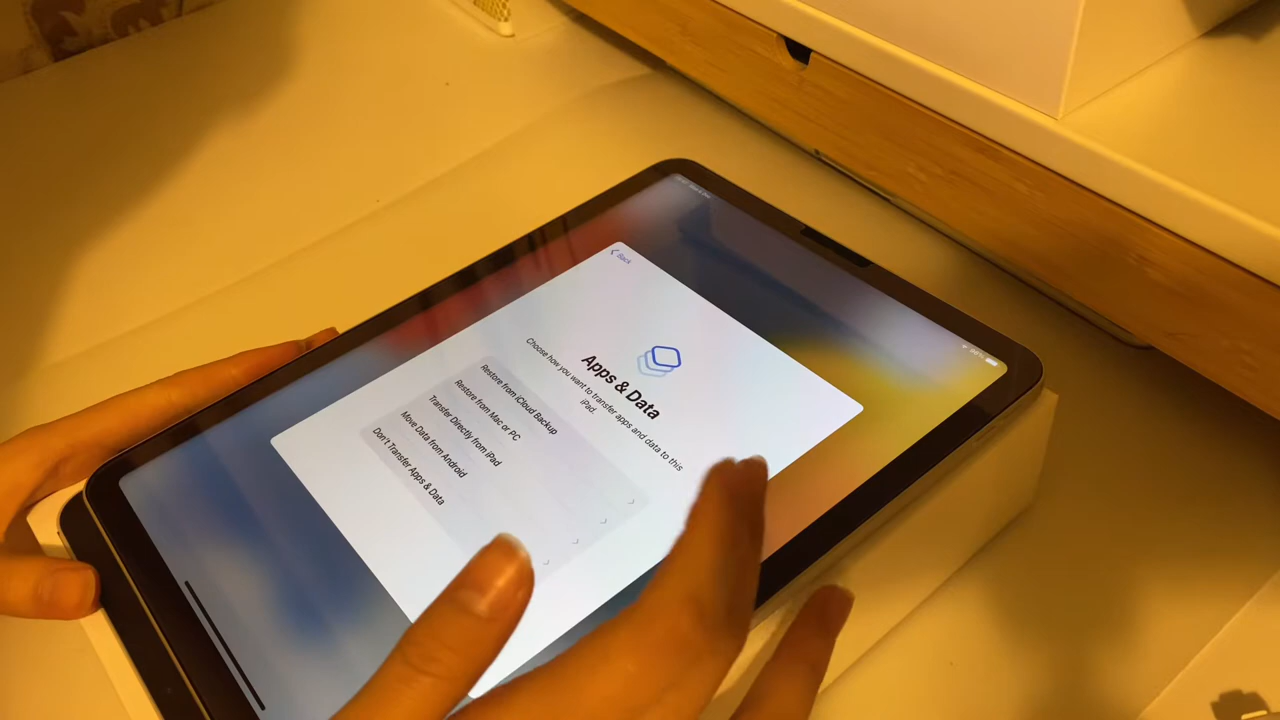 Back
Apps & Data
Choose how you want to transfer apps and data to this
iPad.
Restore from iCloud Backup
Restore from Mac or PC
Transfer Directly from iPad
Move Data from Android
Don't Transfer Apps & Data